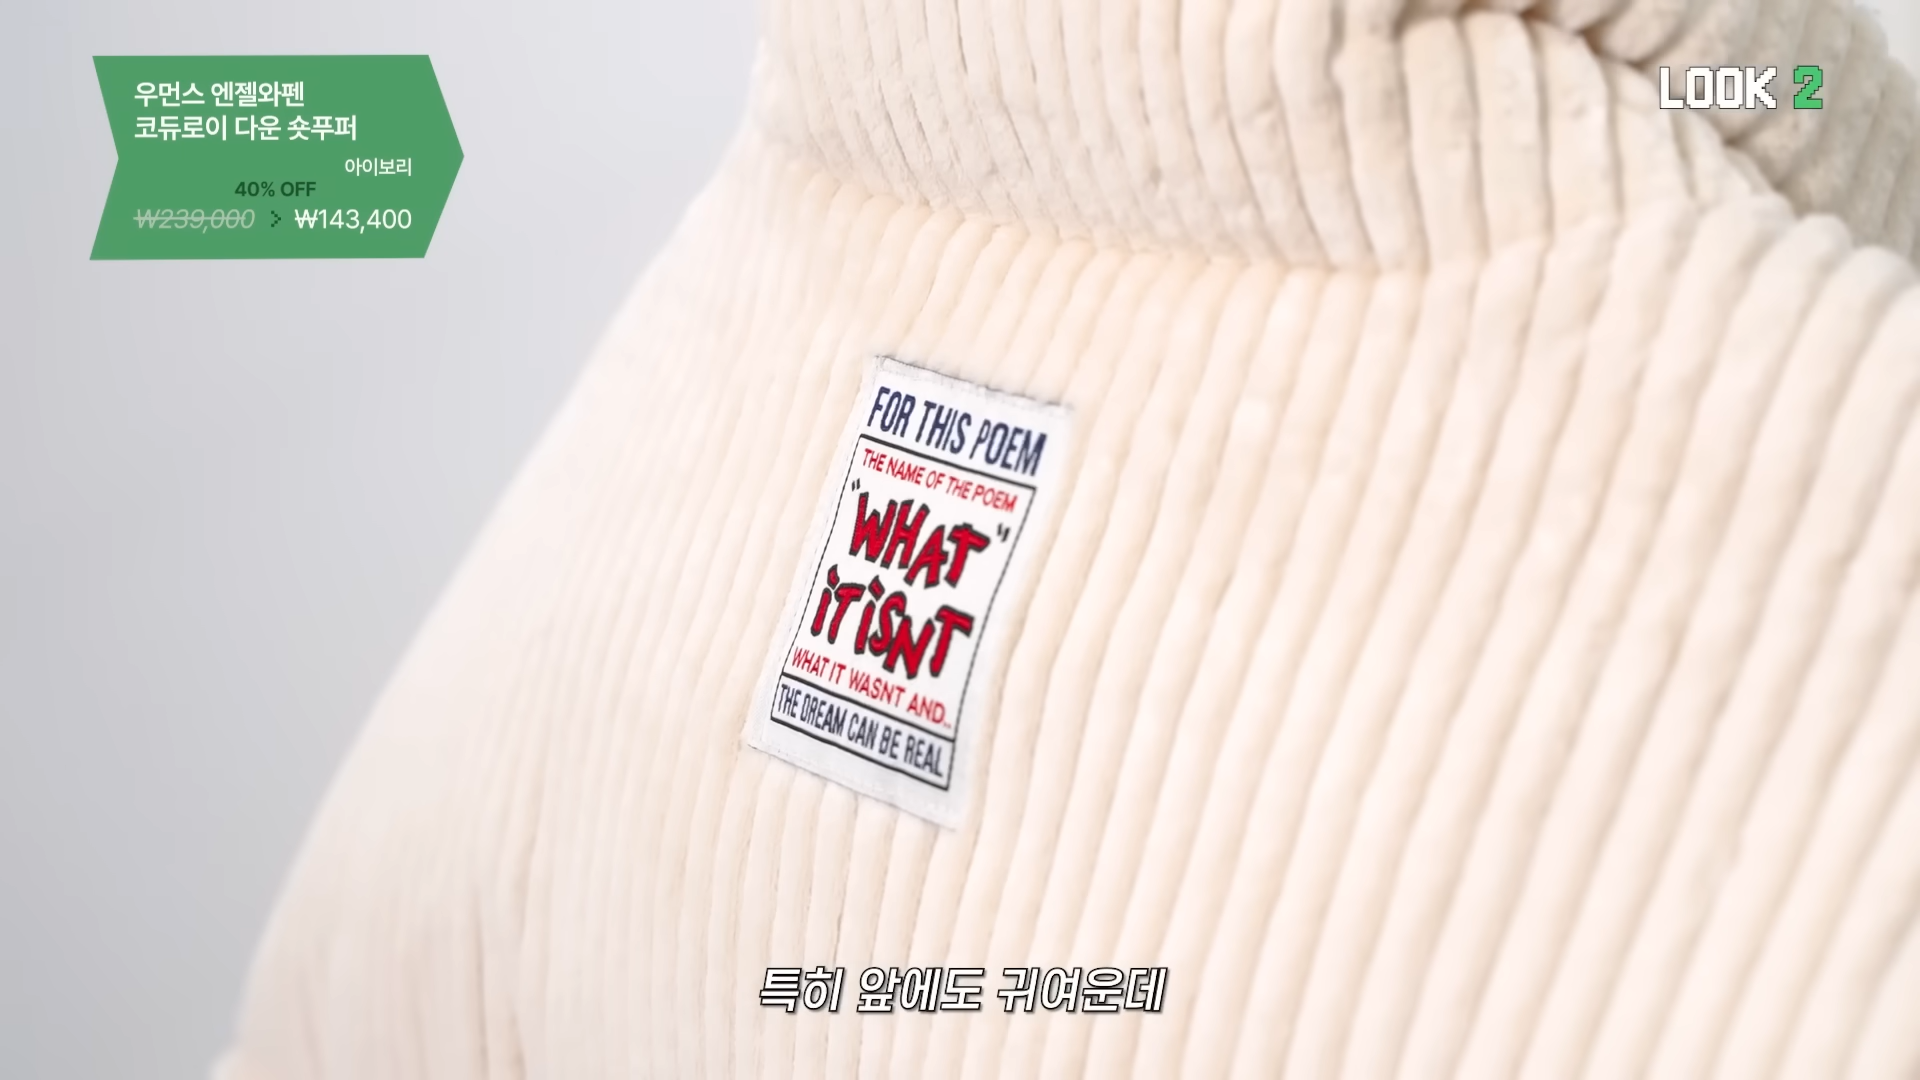 우먼스 엔젤와펜
코듀로이 다운 숏푸퍼
아이보리
40% OFF
₩239,000 > ₩143,400
LOOK 2
FOR THIS POEM
THE NAME OF THE POEM
"WHAT"
iT iSNT
WHAT IT WASNT AND..
THE DREAM CAN BE REAL
특히 앞에도 귀여운데